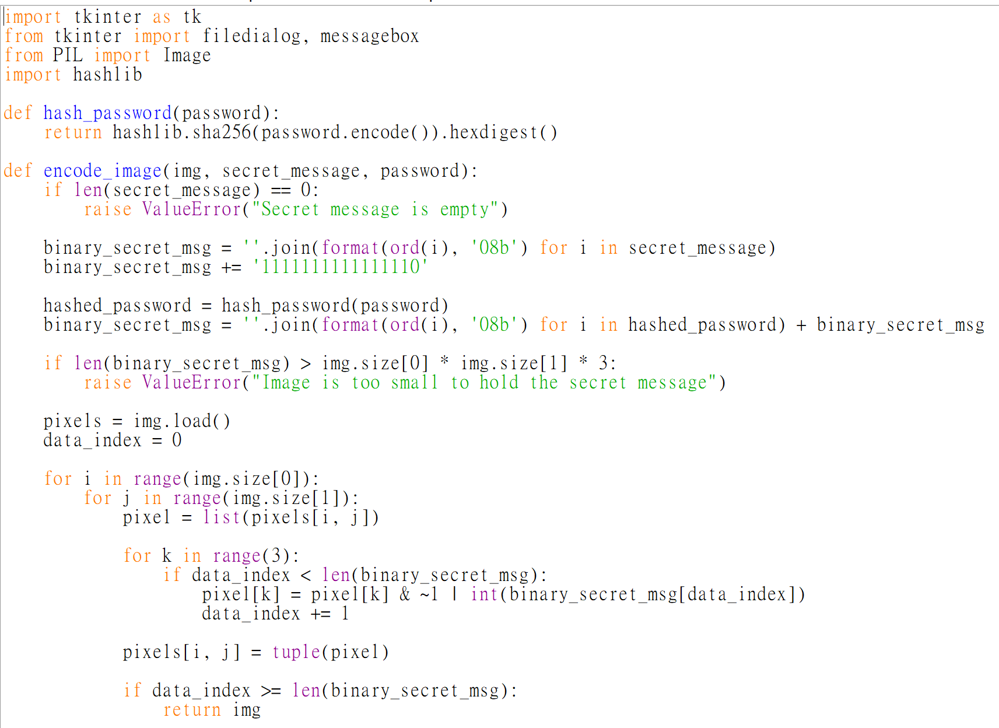 import tkinter as tk
from tkinter import filedialog, messagebox
from PIL import Image
import hashlib

def hash_password(password):
    return hashlib.sha256(password.encode()).hexdigest()

def encode_image(img, secret_message, password):
    if len(secret_message) == 0:
        raise ValueError("Secret message is empty")

    binary_secret_msg = ''.join(format(ord(i), '08b') for i in secret_message)
    binary_secret_msg += '1111111111111110'

    hashed_password = hash_password(password)
    binary_secret_msg = ''.join(format(ord(i), '08b') for i in hashed_password) + binary_secret_msg

    if len(binary_secret_msg) > img.size[0] * img.size[1] * 3:
        raise ValueError("Image is too small to hold the secret message")

    pixels = img.load()
    data_index = 0

    for i in range(img.size[0]):
        for j in range(img.size[1]):
            pixel = list(pixels[i, j])

            for k in range(3):
                if data_index < len(binary_secret_msg):
                    pixel[k] = pixel[k] & ~1 | int(binary_secret_msg[data_index])
                    data_index += 1

            pixels[i, j] = tuple(pixel)

            if data_index >= len(binary_secret_msg):
                return img